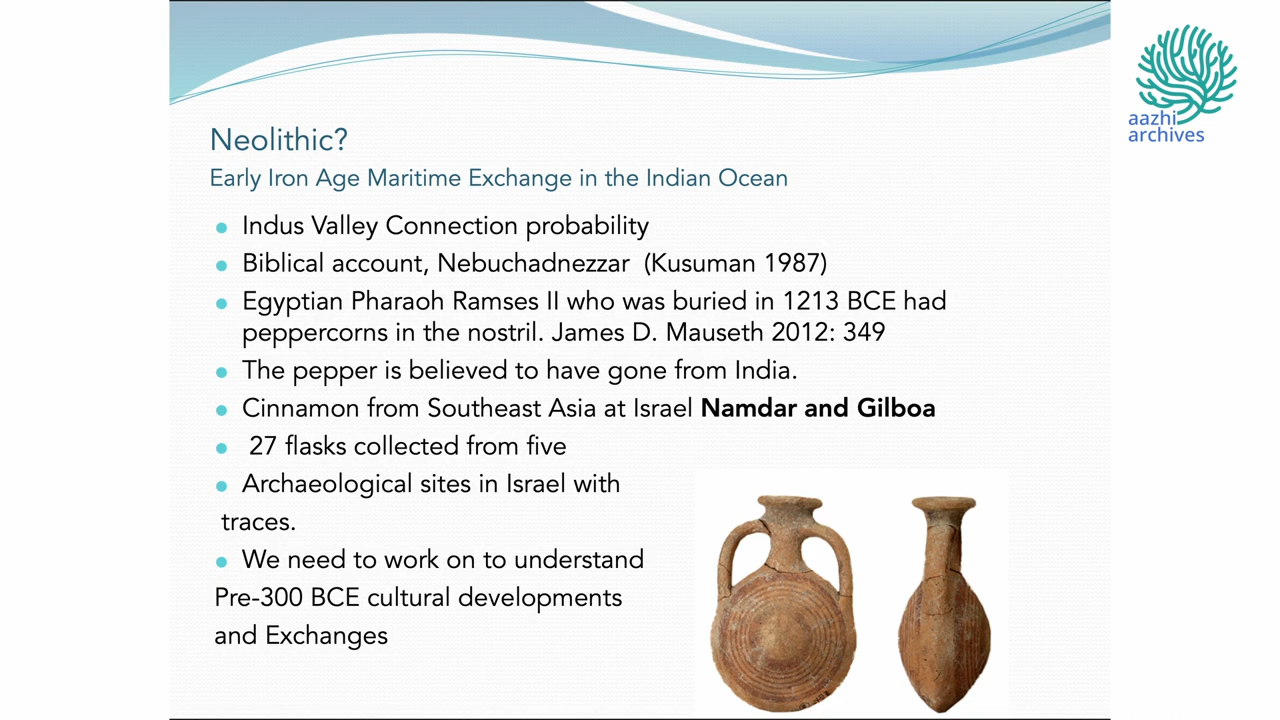 aazhi
archives
Neolithic?
Early Iron Age Maritime Exchange in the Indian Ocean
Indus Valley Connection probability
Biblical account, Nebuchadnezzar (Kusuman 1987)
Egyptian Pharaoh Ramses II who was buried in 1213 BCE had
peppercorns in the nostril. James D. Mauseth 2012: 349
The pepper is believed to have gone from India.
Cinnamon from Southeast Asia at Israel Namdar and Gilboa
27 flasks collected from five
Archaeological sites in Israel with
traces.
We need to work on to understand
Pre-300 BCE cultural developments
and Exchanges